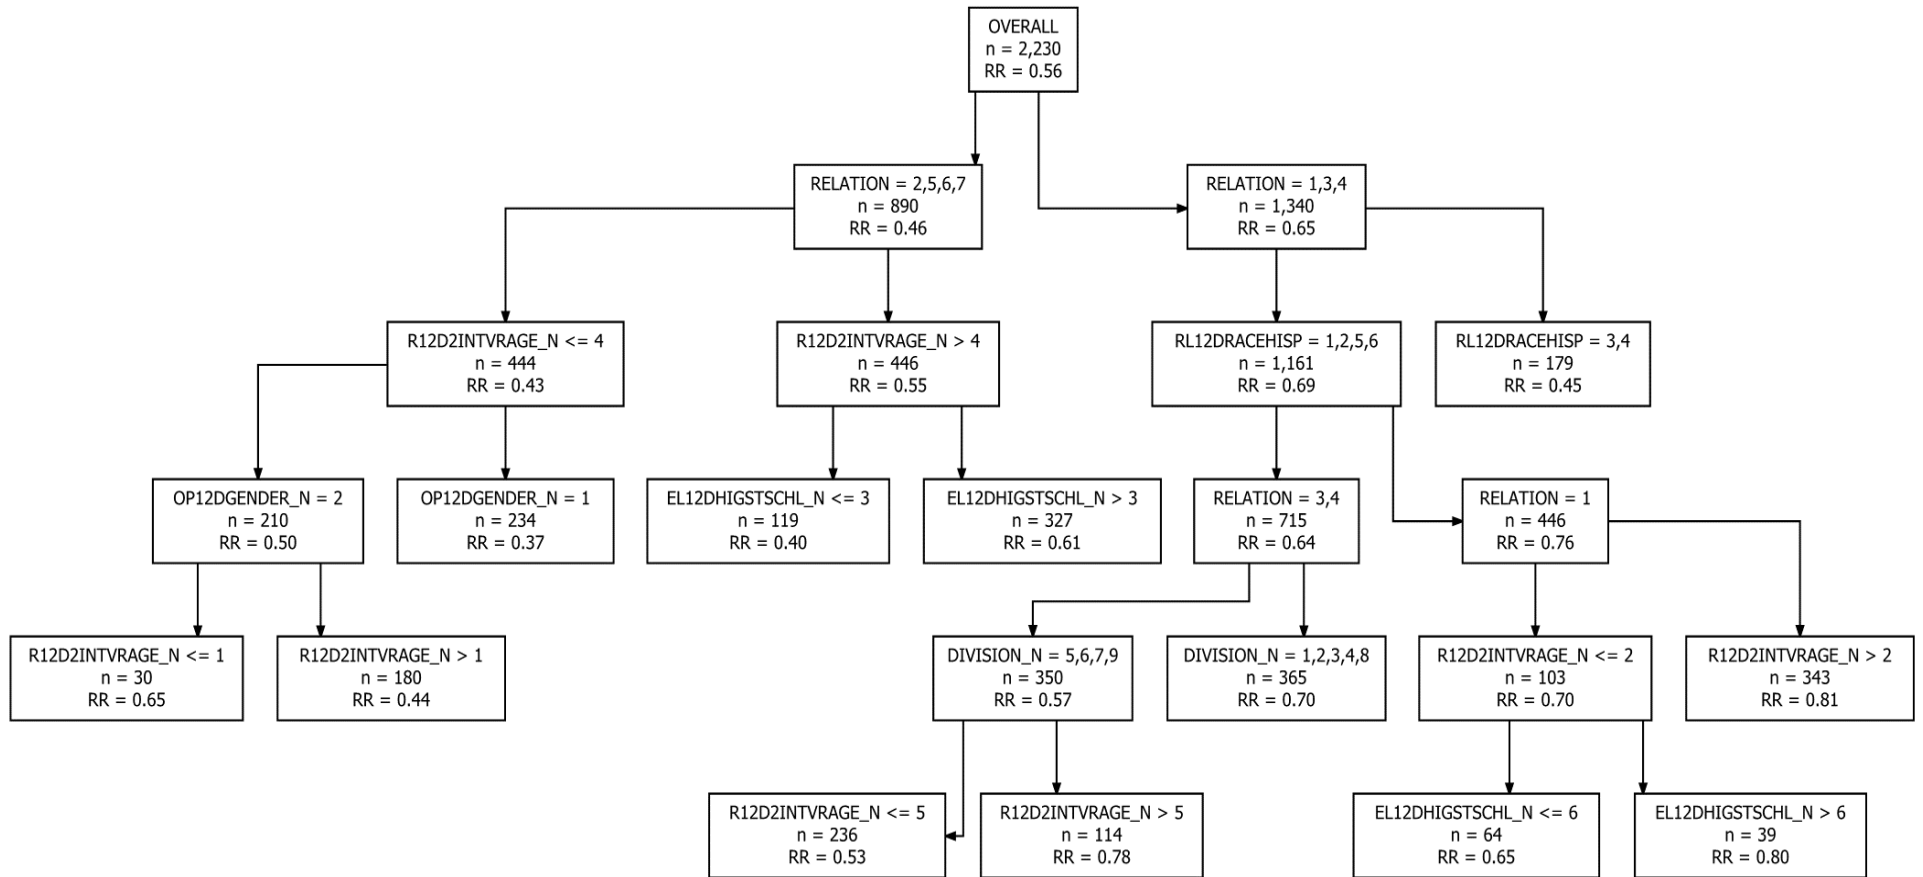 OVERALL
n = 2,230
RR = 0.56
RELATION = 2,5,6,7
n = 890
RR = 0.46
RELATION = 1,3,4
n = 1,340
RR = 0.65
R12D2INTVRAGE_N <= 4
n = 444
RR = 0.43
R12D2INTVRAGE_N > 4
n = 446
RR = 0.55
RL12DRACEHISP = 1,2,5,6
n = 1,161
RR = 0.69
RL12DRACEHISP = 3,4
n = 179
RR = 0.45
OP12DGENDER_N = 2
n = 210
RR = 0.50
OP12DGENDER_N = 1
n = 234
RR = 0.37
EL12DHIGSTSCHL_N <= 3
n = 119
RR = 0.40
EL12DHIGSTSCHL_N > 3
n = 327
RR = 0.61
RELATION = 3,4
n = 715
RR = 0.64
RELATION = 1
n = 446
RR = 0.76
R12D2INTVRAGE_N <= 1
n = 30
RR = 0.65
R12D2INTVRAGE_N > 1
n = 180
RR = 0.44
DIVISION_N = 5,6,7,9
n = 350
RR = 0.57
DIVISION_N = 1,2,3,4,8
n = 365
RR = 0.70
R12D2INTVRAGE_N <= 2
n = 103
RR = 0.70
R12D2INTVRAGE_N > 2
n = 343
RR = 0.81
R12D2INTVRAGE_N <= 5
n = 236
RR = 0.53
R12D2INTVRAGE_N > 5
n = 114
RR = 0.78
EL12DHIGSTSCHL_N <= 6
n = 64
RR = 0.65
EL12DHIGSTSCHL_N > 6
n = 39
RR = 0.80